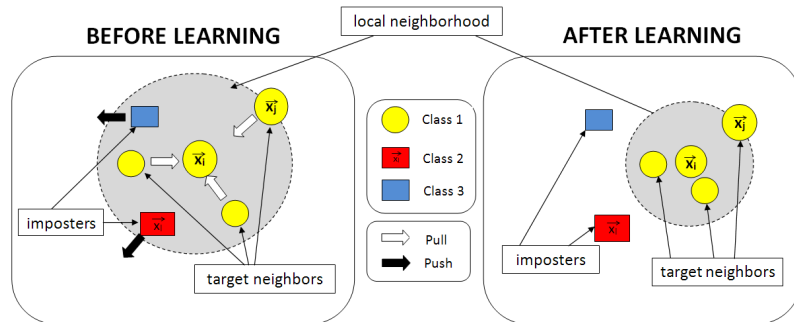 local neighborhood
BEFORE LEARNING
AFTER LEARNING
x⃗j
x⃗i
imposters
target neighbors
Class 1
Class 2
Class 3
Pull
Push
x⃗j
x⃗i
imposters
target neighbors